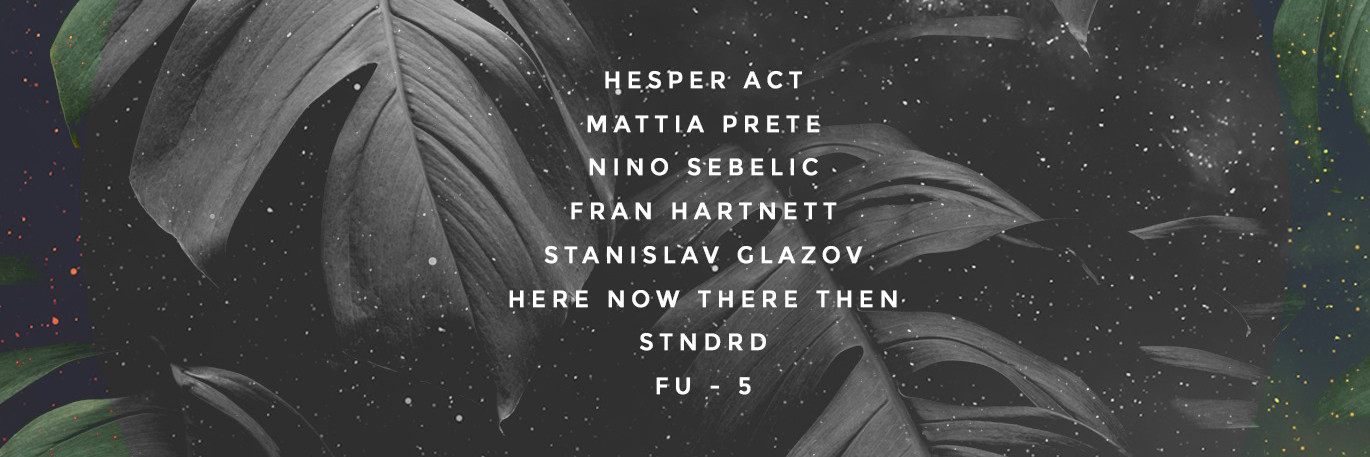 HESPER ACT
MATTIA PRETE
NINO SEBELIC
FRAN HARTNETT
STANISLAV GLAZOV
HERE NOW THERE THEN
STNDRD
FU - 5